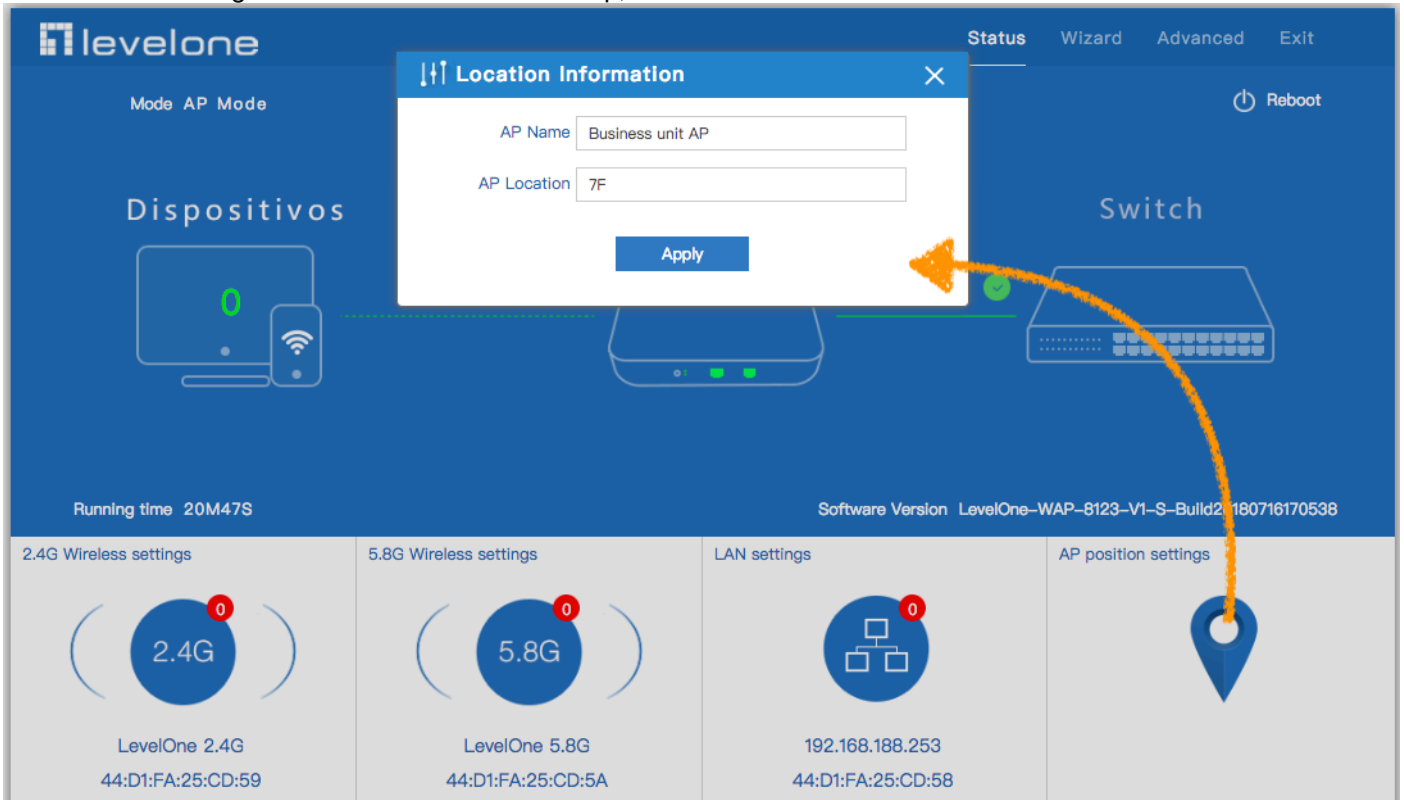 levelone
Status Wizard Advanced Exit
Location Information
Mode AP Mode
Reboot
AP Name Business unit AP
AP Location 7F
Dispositivos
Switch
Apply
0
Running time 20M47S
Software Version LevelOne-WAP-8123-V1-S-Build20180716170538
2.4G Wireless settings
5.8G Wireless settings
LAN settings
AP position settings
0
0
0
2.4G
5.8G
LevelOne 2.4G
LevelOne 5.8G
192.168.188.253
44:D1:FA:25:CD:59
44:D1:FA:25:CD:5A
44:D1:FA:25:CD:58